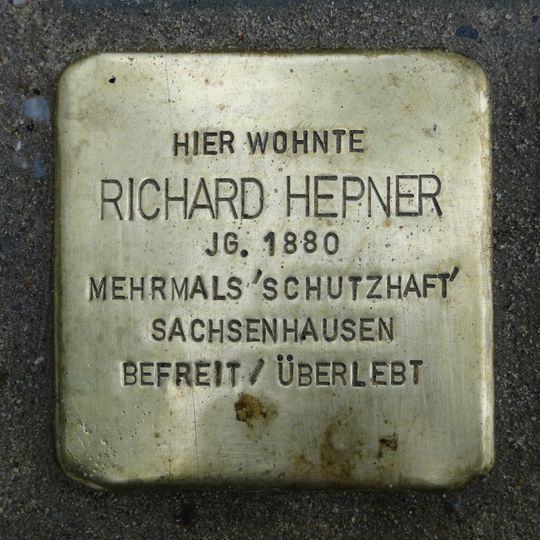 HIER WOHNTE
RICHARD HEPNER
JG. 1880
MEHRMALS 'SCHUTZHAFT'
SACHSENHAUSEN
BEFREIT / ÜBERLEBT